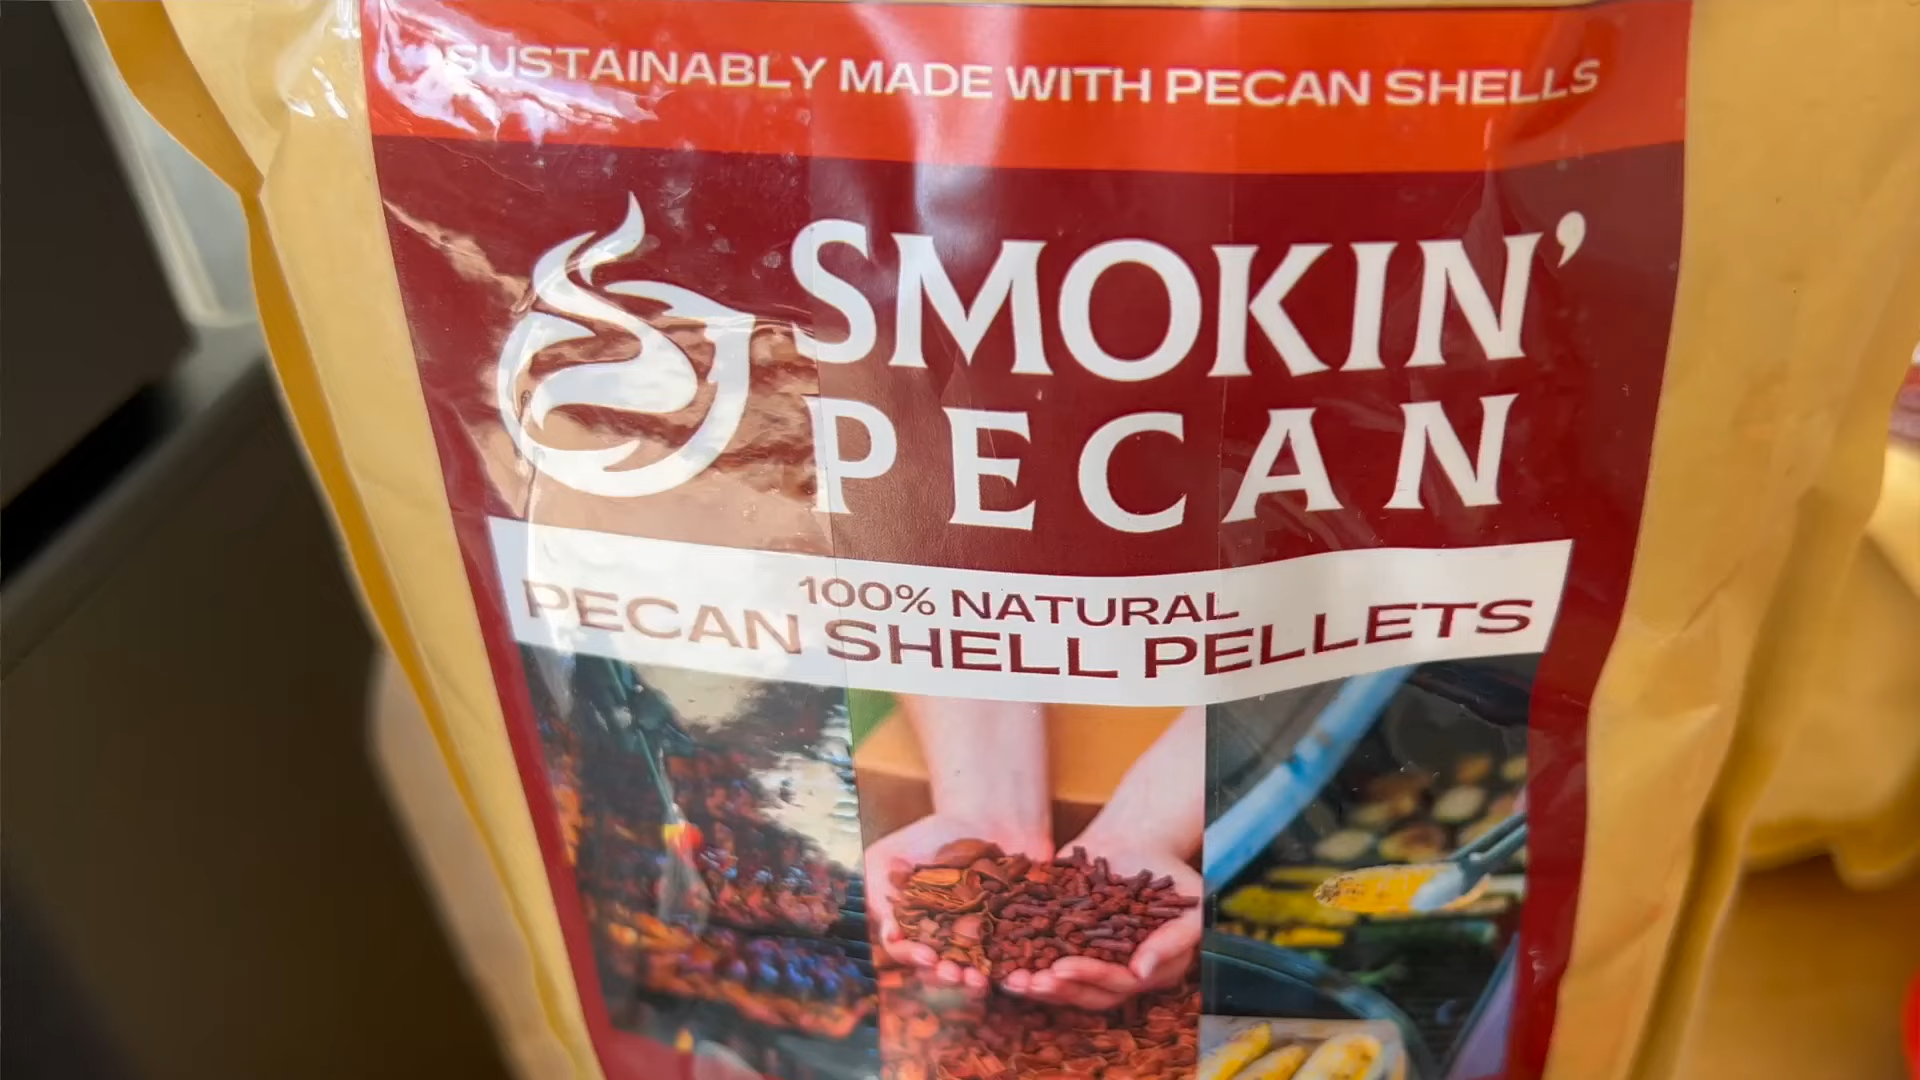 SUSTAINABLY MADE WITH PECAN SHELLS
SMOKIN’
PECAN
100% NATURAL
PECAN SHELL PELLETS